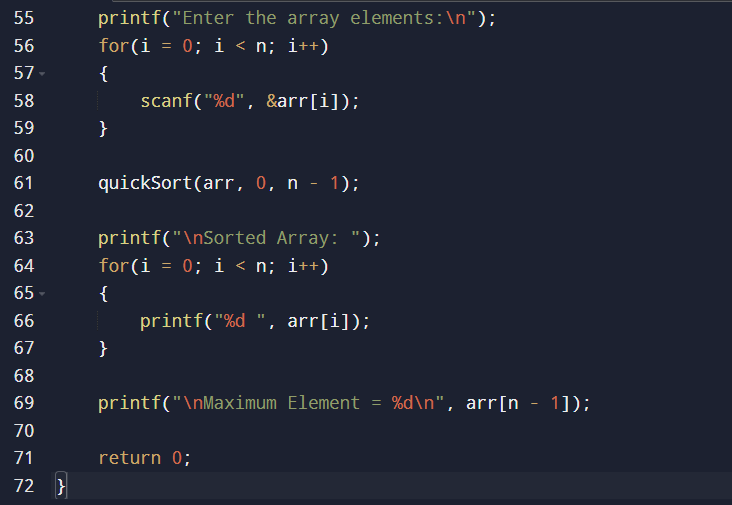 55 printf("Enter the array elements:\n");
56 for(i = 0; i < n; i++)
57 {
58 scanf("%d", &arr[i]);
59 }
60
61 quickSort(arr, 0, n - 1);
62
63 printf("\nSorted Array: ");
64 for(i = 0; i < n; i++)
65 {
66 printf("%d ", arr[i]);
67 }
68
69 printf("\nMaximum Element = %d\n", arr[n - 1]);
70
71 return 0;
72 }